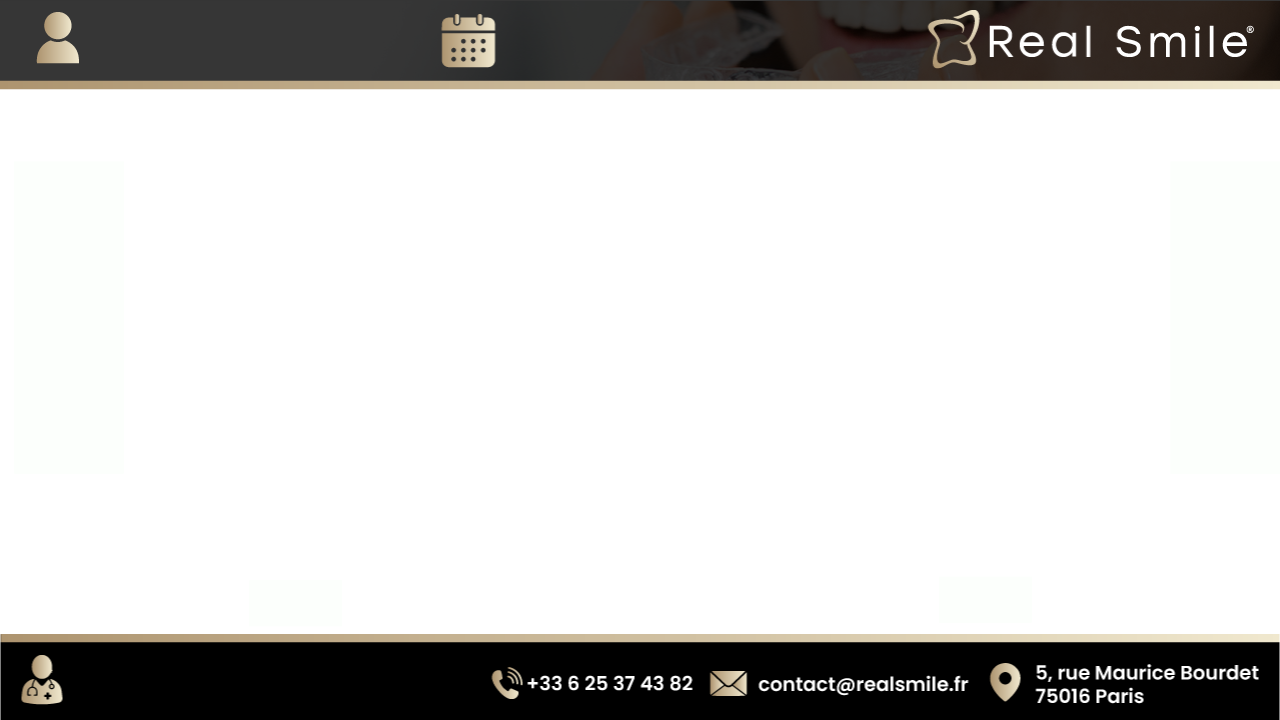 Real Smile®
+33 6 25 37 43 82
contact@realsmile.fr
5, rue Maurice Bourdet
75016 Paris